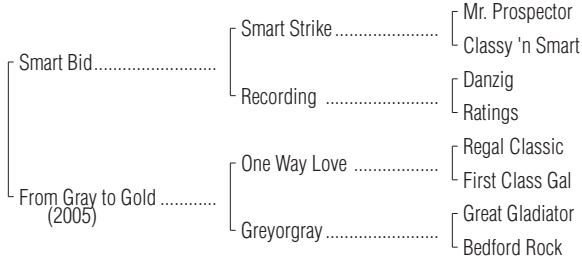 Mr. Prospector
Smart Strike ........................
Classy 'n Smart
Smart Bid............................
Danzig
Recording ..........................
Ratings
Regal Classic
One Way Love ...................
First Class Gal
From Gray to Gold .............
(2005)
Great Gladiator
Greyorgray..........................
Bedford Rock